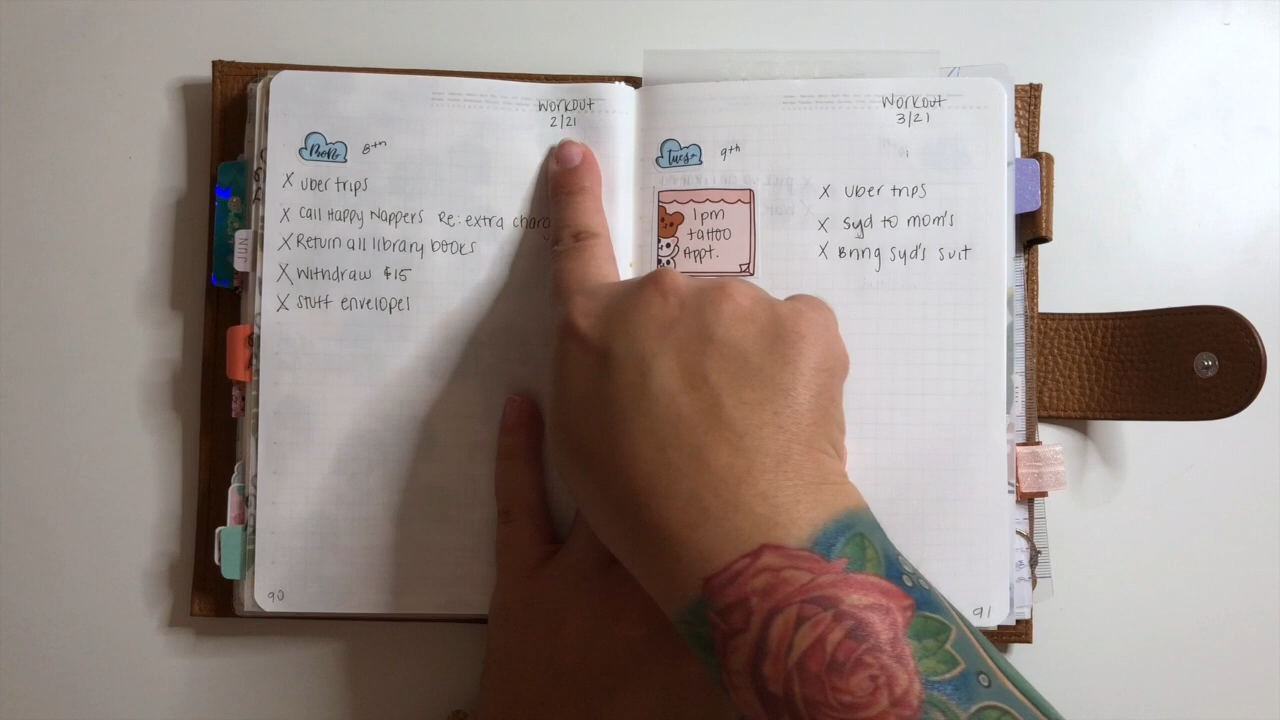 Workout
2/21
Mon 8th
X uber trips
X Call Happy Nappers Re: extra
X Return all library books
X Withdraw $15
X stuff envelopes
90
Workout
3/21
tues 9th
1pm
tattoo
Appt.
X uber trips
X Syd to mom's
X Bring Syd's suit
91
JUN